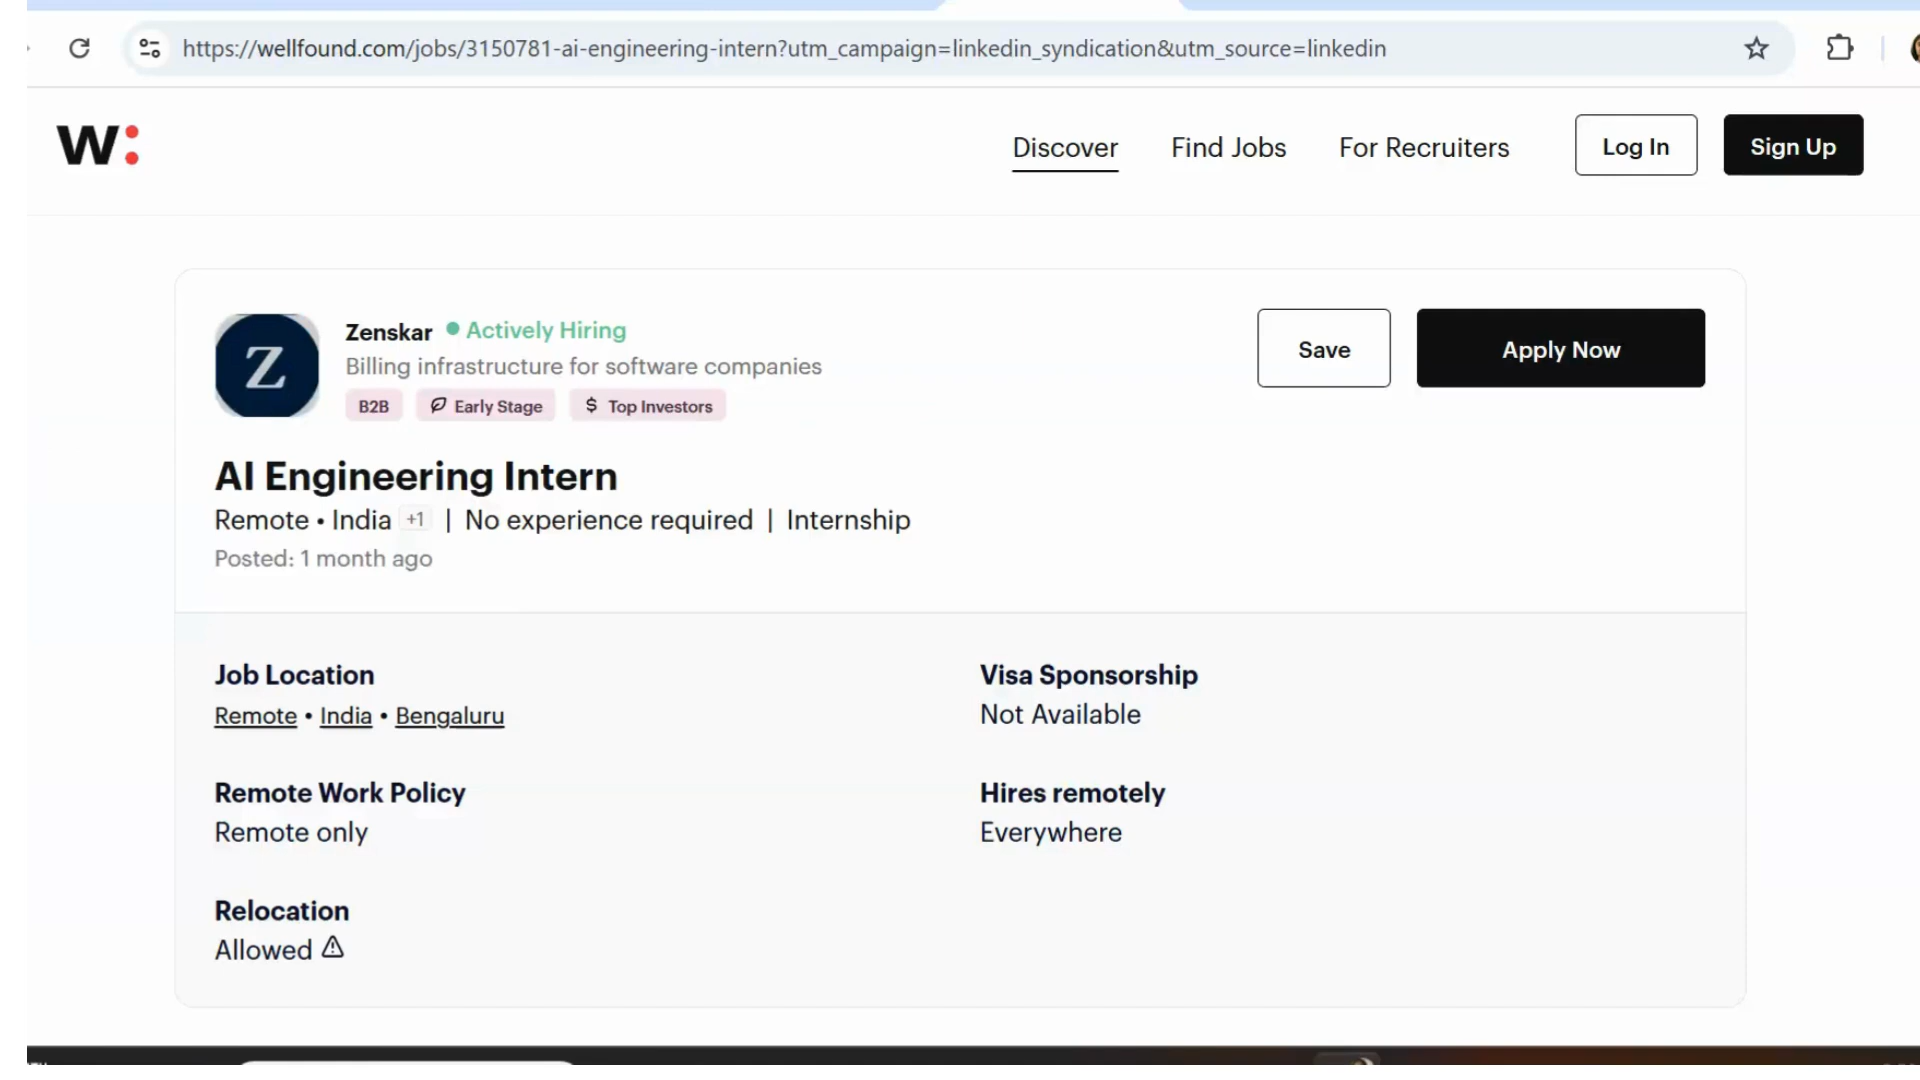 https://wellfound.com/jobs/3150781-ai-engineering-intern?utm_campaign=linkedin_syndication&utm_source=linkedin
W:
Discover
Find Jobs
For Recruiters
Log In
Sign Up
Z
Zenskar
Actively Hiring
Billing infrastructure for software companies
B2B
Early Stage
$ Top Investors
Save
Apply Now
AI Engineering Intern
Remote • India +1 | No experience required | Internship
Posted: 1 month ago
Job Location
Remote • India • Bengaluru
Visa Sponsorship
Not Available
Remote Work Policy
Remote only
Hires remotely
Everywhere
Relocation
Allowed